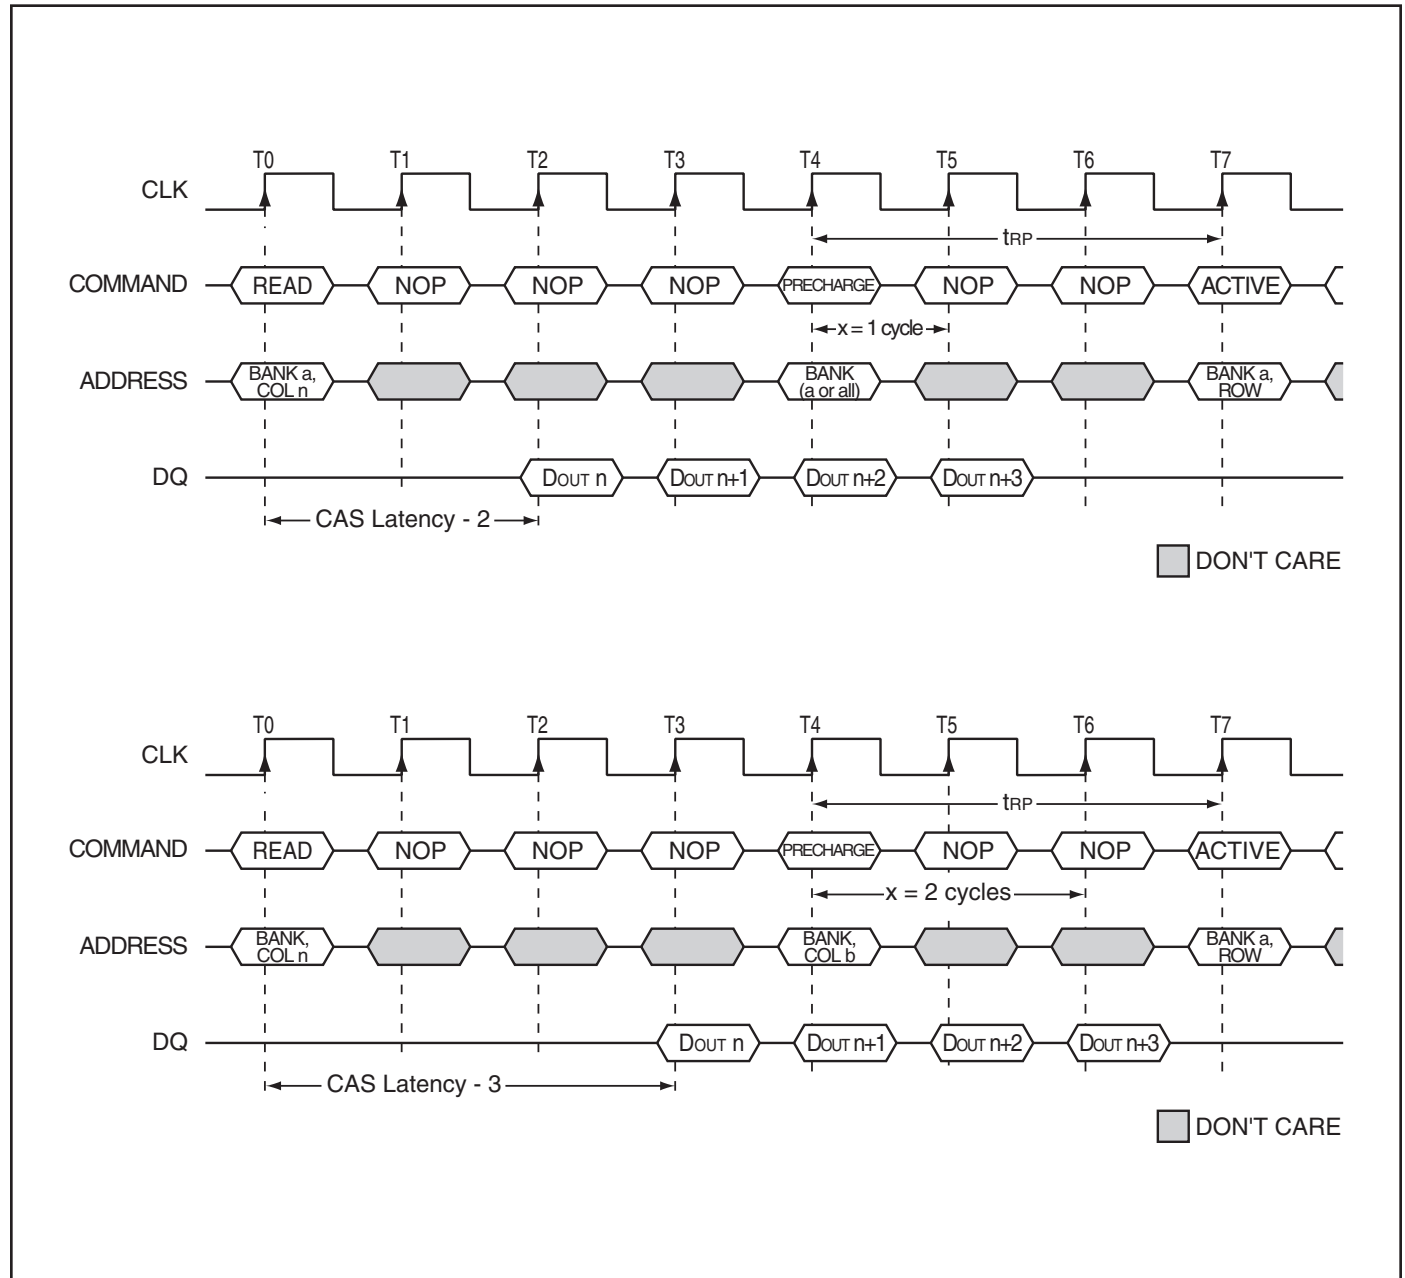 T0 T1 T2 T3 T4 T5 T6 T7
CLK
tRP
COMMAND READ NOP NOP NOP PRECHARGE NOP NOP ACTIVE
x = 1 cycle
ADDRESS BANK a, COL n BANK (a or all) BANK a, ROW
DQ DOUT n DOUT n+1 DOUT n+2 DOUT n+3
CAS Latency - 2
DON'T CARE
T0 T1 T2 T3 T4 T5 T6 T7
CLK
tRP
COMMAND READ NOP NOP NOP PRECHARGE NOP NOP ACTIVE
x = 2 cycles
ADDRESS BANK, COL n BANK, COL b BANK a, ROW
DQ DOUT n DOUT n+1 DOUT n+2 DOUT n+3
CAS Latency - 3
DON'T CARE